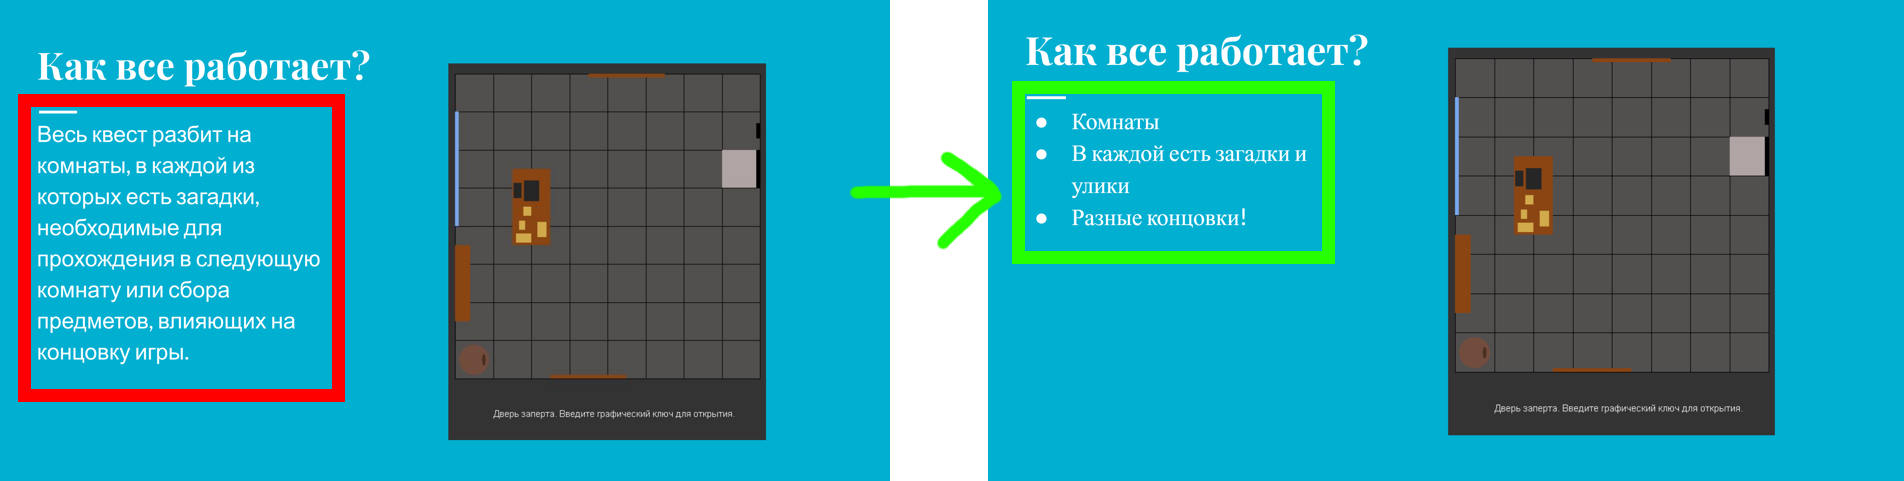 Как все работает?
Весь квест разбит на
комнаты, в каждой из
которых есть загадки,
необходимые для
прохождения в следующую
комнату или сбора
предметов, влияющих на
концовку игры.
Дверь заперта. Введите графический ключ для открытия.
Как все работает?
● Комнаты
● В каждой есть загадки и
улики
● Разные концовки!
Дверь заперта. Введите графический ключ для открытия.